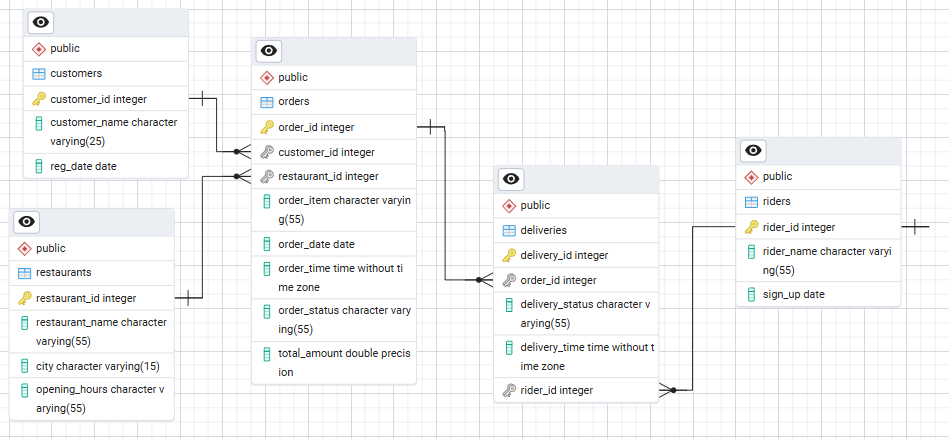 public
customers
customer_id integer
customer_name character
varying(25)
reg_date date
public
restaurants
restaurant_id integer
restaurant_name character
varying(55)
city character varying(15)
opening_hours character v
arying(55)
public
orders
order_id integer
customer_id integer
restaurant_id integer
order_item character varyin
g(55)
order_date date
order_time time without ti
me zone
order_status character vary
ing(55)
total_amount double precis
ion
public
deliveries
delivery_id integer
order_id integer
delivery_status character v
arying(55)
delivery_time time without t
ime zone
rider_id integer
public
riders
rider_id integer
rider_name character varyi
ng(55)
sign_up date